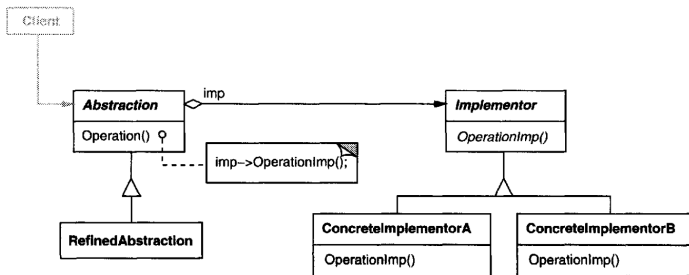 Client
Abstraction
imp
Implementor
Operation()
OperationImp()
imp->OperationImp();
RefinedAbstraction
ConcreteImplementorA
ConcreteImplementorB
OperationImp()
OperationImp()